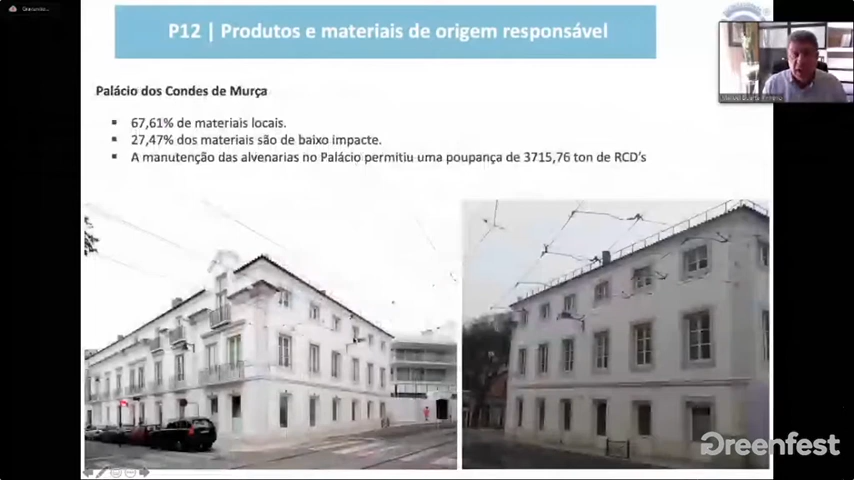 P12 | Produtos e materiais de origem responsável
Palácio dos Condes de Murça
▪ 67,61% de materiais locais.
▪ 27,47% dos materiais são de baixo impacte.
▪ A manutenção das alvenarias no Palácio permitiu uma poupança de 3715,76 ton de RCD's
Greenfest